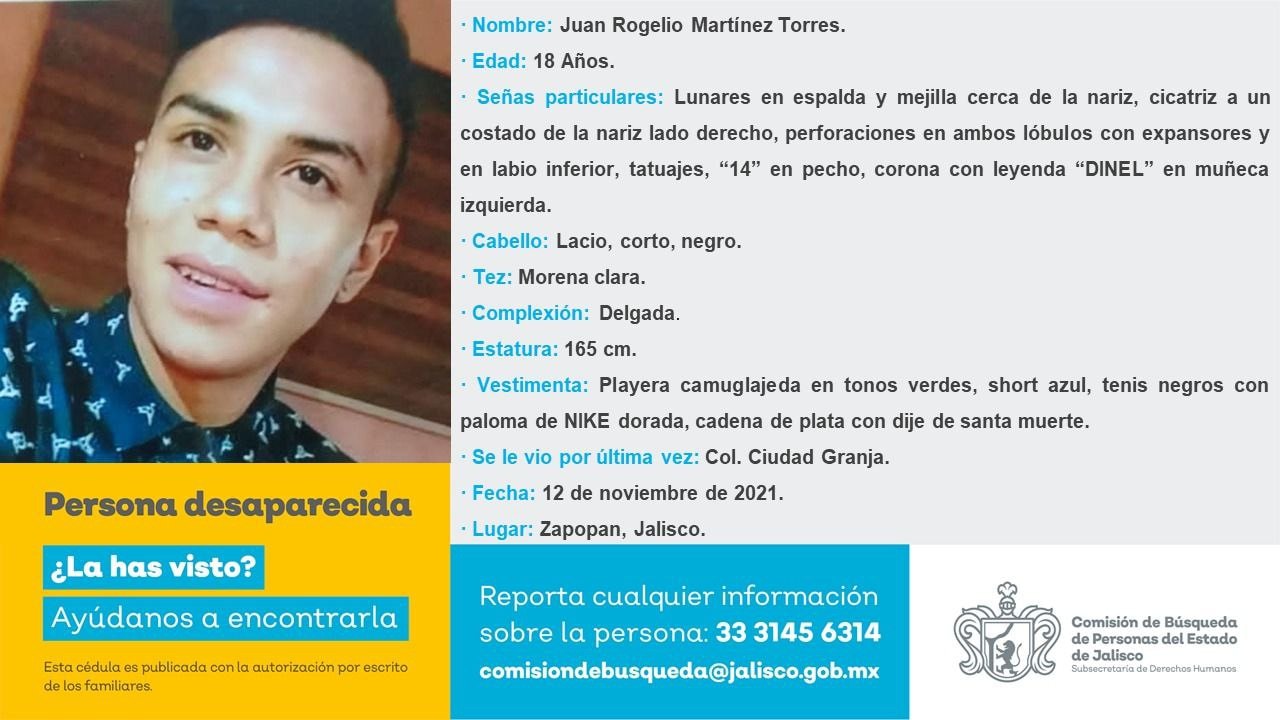 · Nombre: Juan Rogelio Martínez Torres.
· Edad: 18 Años.
· Señas particulares: Lunares en espalda y mejilla cerca de la nariz, cicatriz a un
costado de la nariz lado derecho, perforaciones en ambos lóbulos con expansores y
en labio inferior, tatuajes, “14” en pecho, corona con leyenda “DINEL” en muñeca
izquierda.
· Cabello: Lacio, corto, negro.
· Tez: Morena clara.
· Complexión: Delgada.
· Estatura: 165 cm.
· Vestimenta: Playera camuglajeda en tonos verdes, short azul, tenis negros con
paloma de NIKE dorada, cadena de plata con dije de santa muerte.
· Se le vio por última vez: Col. Ciudad Granja.
· Fecha: 12 de noviembre de 2021.
· Lugar: Zapopan, Jalisco.
Persona desaparecida
¿La has visto?
Ayúdanos a encontrarla
Esta cédula es publicada con la autorización por escrito
de los familiares.
Reporta cualquier información
sobre la persona: 33 3145 6314
comisiondebusqueda@jalisco.gob.mx
Comisión de Búsqueda
de Personas del Estado
de Jalisco
Subsecretaría de Derechos Humanos